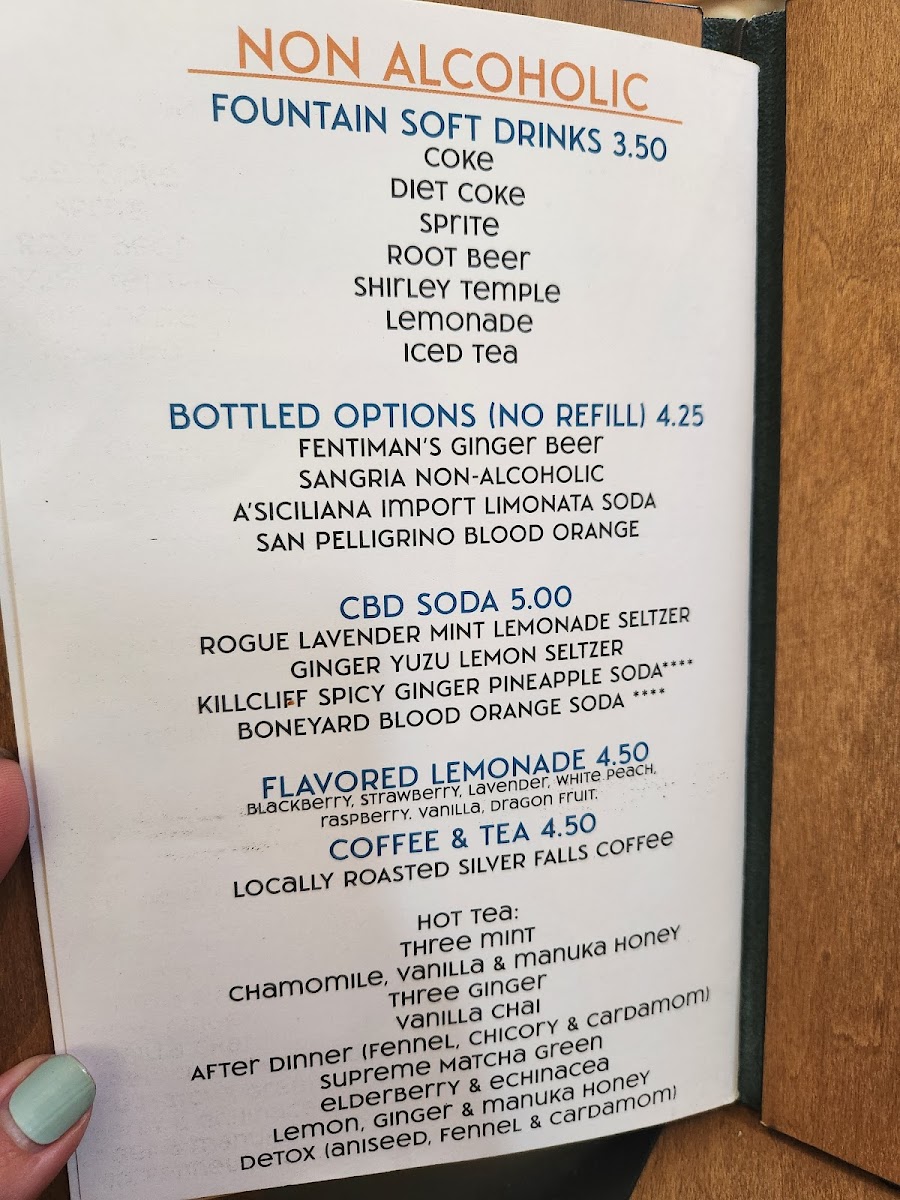 NON ALCOHOLIC
FOUNTAIN SOFT DRINKS 3.50
COKE
DIET COKE
SPRITE
ROOT BEER
SHIRLEY TEMPLE
LEMONADE
ICED TEA
BOTTLED OPTIONS (NO REFILL) 4.25
FENTIMAN'S GINGER BEER
SANGRIA NON-ALCOHOLIC
A'SICILIANA IMPORT LIMONATA SODA
SAN PELLIGRINO BLOOD ORANGE
CBD SODA 5.00
ROGUE LAVENDER MINT LEMONADE SELTZER
GINGER YUZU LEMON SELTZER
KILLCLIFF SPICY GINGER PINEAPPLE SODA****
BONEYARD BLOOD ORANGE SODA ****
FLAVORED LEMONADE 4.50
BLACKBERRY, STRAWBERRY, LAVENDER, WHITE PEACH,
RASPBERRY. VANILLA, DRAGON FRUIT.
COFFEE & TEA 4.50
LOCALLY ROASTED SILVER FALLS COFFEE
HOT TEA:
THREE MINT
CHAMOMILE, VANILLA & MANUKA HONEY
THREE GINGER
VANILLA CHAI
AFTER DINNER (FENNEL, CHICORY & CARDAMOM)
SUPREME MATCHA GREEN
ELDERBERRY & ECHINACEA
LEMON, GINGER & MANUKA HONEY
DETOX (ANISEED, FENNEL & CARDAMOM)